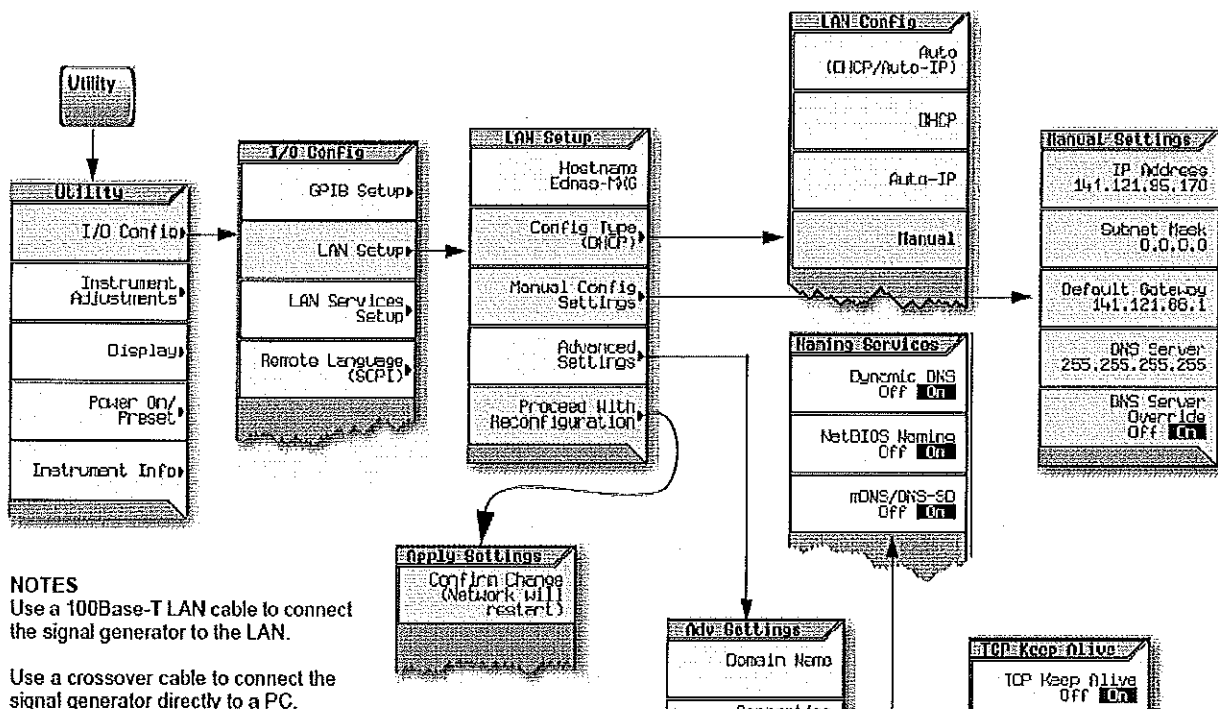 Utility
Utility
I/O Config
Instrument
Adjustments
Display
Power On/
Preset
Instrument Info
I/O Config
GPIB Setup
LAN Setup
LAN Services
Setup
Remote Language
(SCPI)
LAN Setup
Hostname
Config Type
(DHCP)
Manual Config
Settings
Advanced
Settings
Proceed With
Reconfiguration
LAN Config
Auto
(DHCP/Auto-IP)
DHCP
Auto-IP
Manual
Manual Settings
IP Address
141.121.95.170
Subnet Mask
0.0.0.0
Default Gateway
DNS Server
255.255.255.255
DNS Server
Override
Off On
Naming Services
Dynamic DNS
Off On
NetBIOS Naming
Off On
mDNS/DNS-SD
Off On
Apply Settings
Confirm Change
(Network will
restart)
NOTES
Use a 100Base-T LAN cable to connect
the signal generator to the LAN.
Use a crossover cable to connect the
signal generator directly to a PC.
Adv Settings
Domain Name
TCP Keep Alive
TCP Keep Alive
Off On